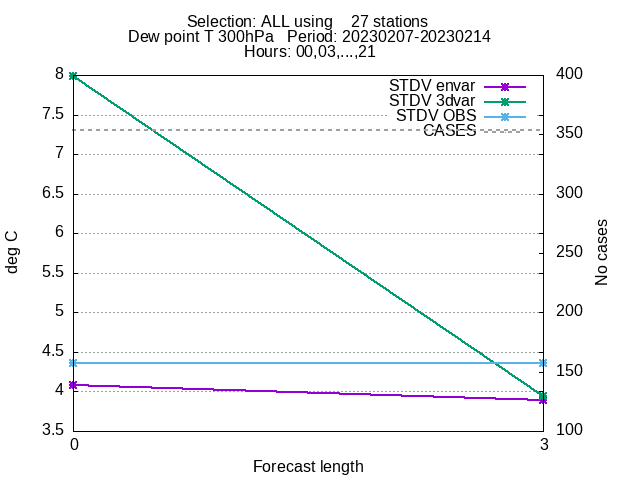 Selection: ALL using    27 stations
Dew point T 300hPa   Period: 20230207-20230214
Hours: 00,03,...,21
STDV envar
STDV 3dvar
STDV OBS
CASES
8
7.5
7
6.5
6
5.5
5
4.5
4
3.5
400
350
300
250
200
150
100
deg C
No cases
0
3
Forecast length